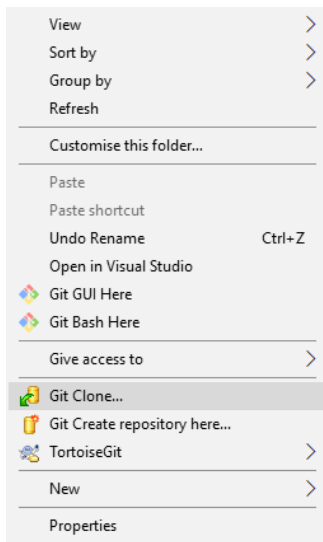 View
Sort by
Group by
Refresh
Customise this folder...
Paste
Paste shortcut
Undo Rename Ctrl+Z
Open in Visual Studio
Git GUI Here
Git Bash Here
Give access to
Git Clone...
Git Create repository here...
TortoiseGit
New
Properties